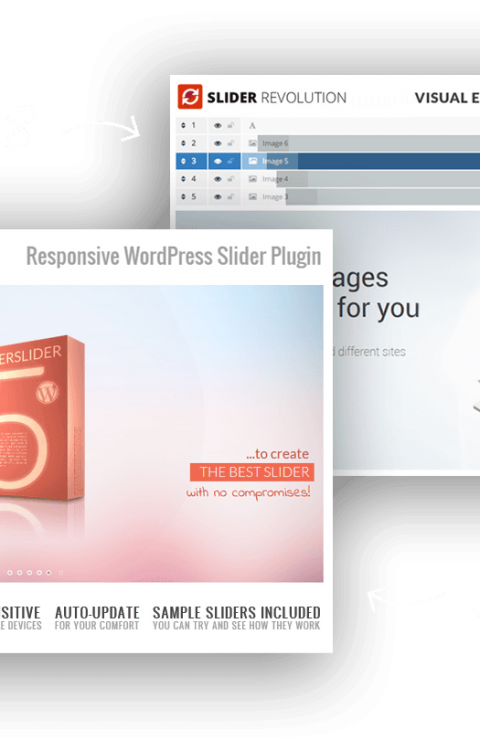 SLIDER REVOLUTION
VISUAL E
1 A
2 Image 6
3 Image 5
4 Image 4
5 Image 3
ages
for you
different sites
Responsive WordPress Slider Plugin
ERSLIDER
5
...to create
THE BEST SLIDER
with no compromises!
SITIVE AUTO-UPDATE SAMPLE SLIDERS INCLUDED
E DEVICES FOR YOUR COMFORT YOU CAN TRY AND SEE HOW THEY WORK